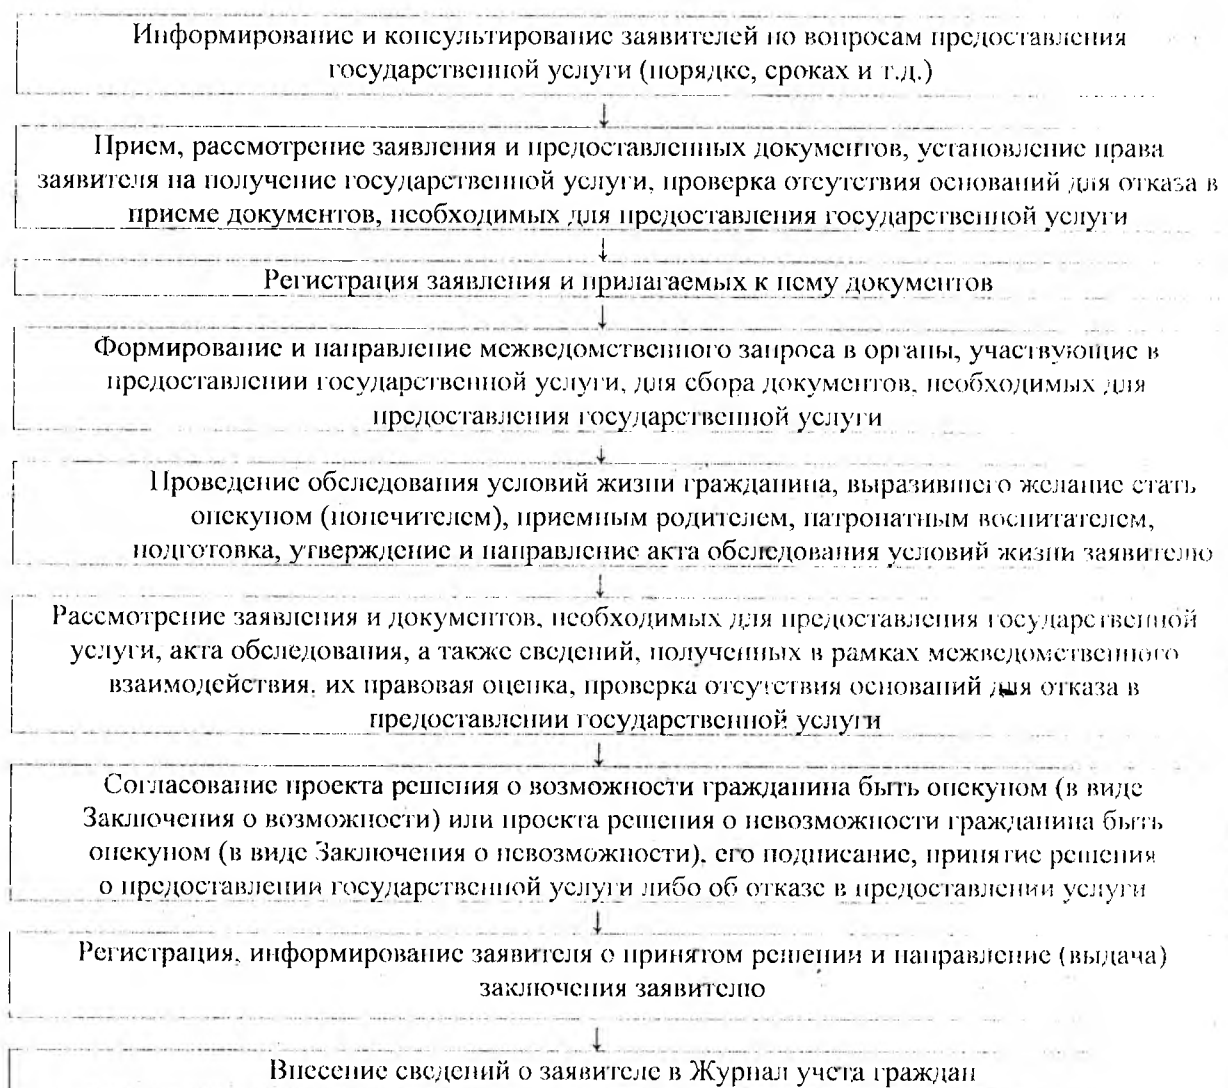 Информирование и консультирование заявителей по вопросам предоставления
государственной услуги (порядке, сроках и т.д.)
Прием, рассмотрение заявления и предоставленных документов, установление права
заявителя на получение государственной услуги, проверка отсутствия оснований для отказа в
приеме документов, необходимых для предоставления государственной услуги
Регистрация заявления и прилагаемых к нему документов
Формирование и направление межведомственного запроса в органы, участвующие в
предоставлении государственной услуги, для сбора документов, необходимых для
предоставления государственной услуги
Проведение обследования условий жизни гражданина, выразившего желание стать
опекуном (попечителем), приемным родителем, патронатным воспитателем,
подготовка, утверждение и направление акта обследования условий жизни заявителю
Рассмотрение заявления и документов, необходимых для предоставления государственной
услуги, акта обследования, а также сведений, полученных в рамках межведомственного
взаимодействия, их правовая оценка, проверка отсутствия оснований для отказа в
предоставлении государственной услуги
Согласование проекта решения о возможности гражданина быть опекуном (в виде
Заключения о возможности) или проекта решения о невозможности гражданина быть
опекуном (в виде Заключения о невозможности), его подписание, принятие решения
о предоставлении государственной услуги либо об отказе в предоставлении услуги
Регистрация, информирование заявителя о принятом решении и направление (выдача)
заключения заявителю
Внесение сведений о заявителе в Журнал учета граждан